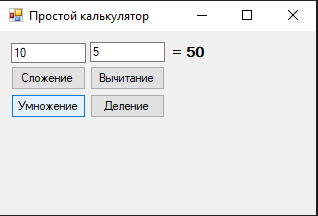 Простой калькулятор
10 5 = 50
Сложение Вычитание
Умножение Деление